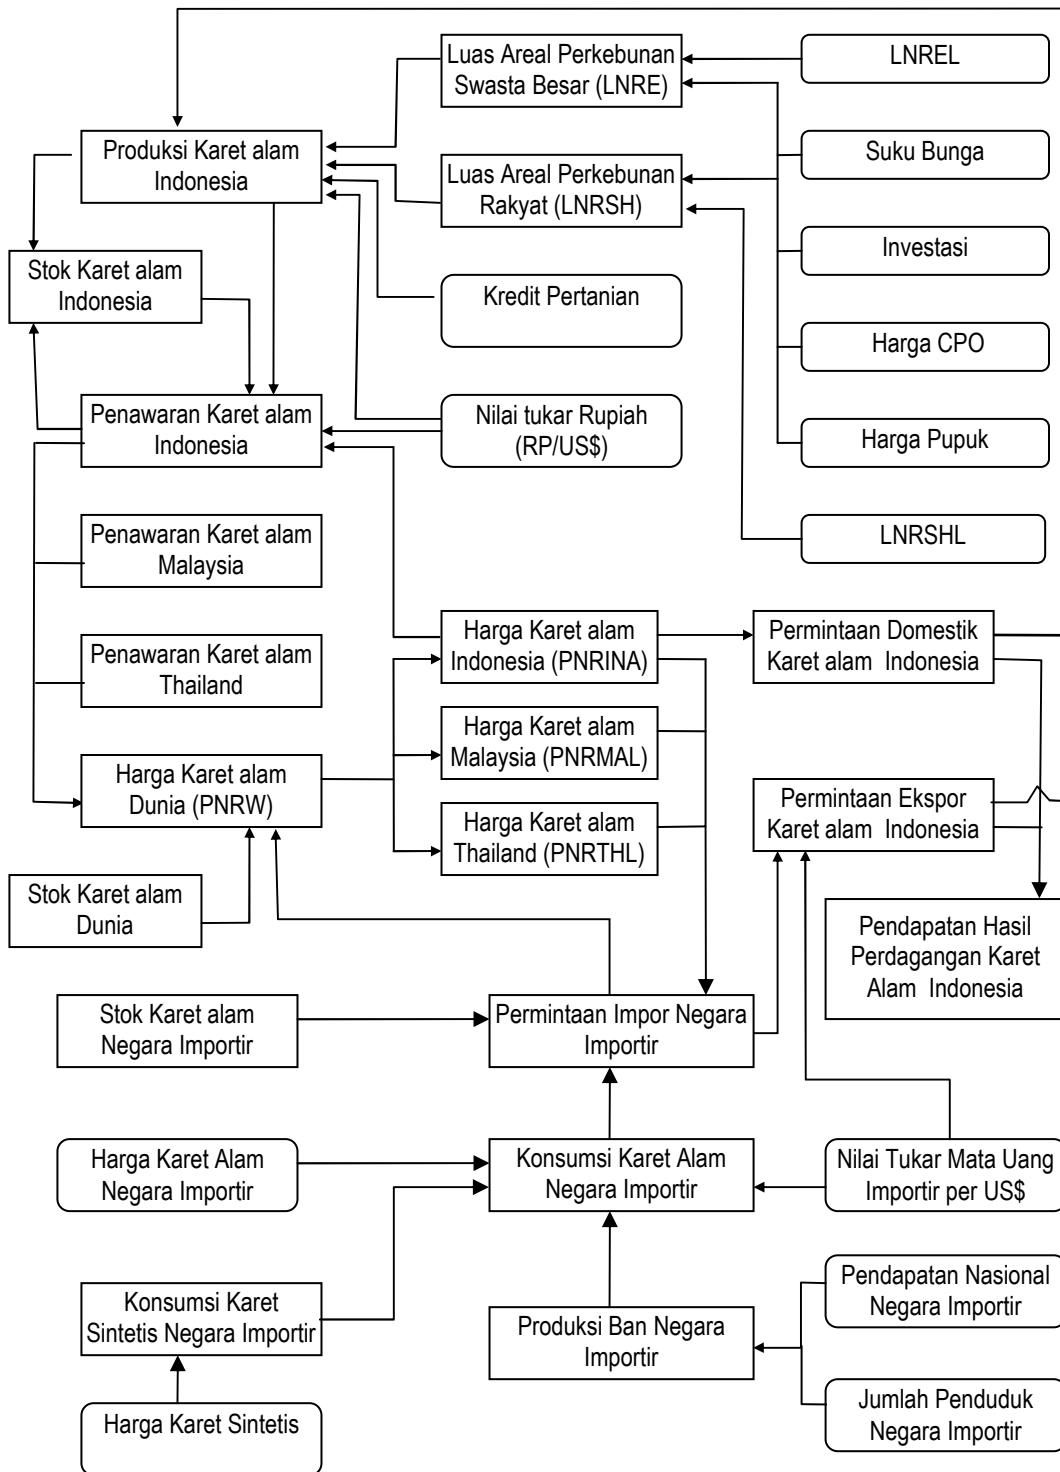 Luas Areal Perkebunan
Swasta Besar (LNRE)
LNREL
Produksi Karet alam
Indonesia
Luas Areal Perkebunan
Rakyat (LNRSH)
Suku Bunga
Stok Karet alam
Indonesia
Kredit Pertanian
Investasi
Harga CPO
Penawaran Karet alam
Indonesia
Nilai tukar Rupiah
(RP/US$)
Harga Pupuk
Penawaran Karet alam
Malaysia
LNRSHL
Penawaran Karet alam
Thailand
Harga Karet alam
Indonesia (PNRINA)
Permintaan Domestik
Karet alam  Indonesia
Harga Karet alam
Malaysia (PNRMAL)
Harga Karet alam
Dunia (PNRW)
Permintaan Ekspor
Karet alam  Indonesia
Harga Karet alam
Thailand (PNRTHL)
Stok Karet alam
Dunia
Pendapatan Hasil
Perdagangan Karet
Alam  Indonesia
Stok Karet alam
Negara Importir
Permintaan Impor Negara
Importir
Harga Karet Alam
Negara Importir
Konsumsi Karet Alam
Negara Importir
Nilai Tukar Mata Uang
Importir per US$
Konsumsi Karet
Sintetis Negara Importir
Produksi Ban Negara
Importir
Pendapatan Nasional
Negara Importir
Harga Karet Sintetis
Jumlah Penduduk
Negara Importir